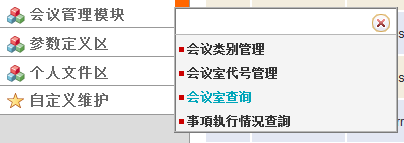 会议管理模块
参数定义区
个人文件区
自定义维护
会议类别管理
会议室代号管理
会议室查询
事項执行情况查詢